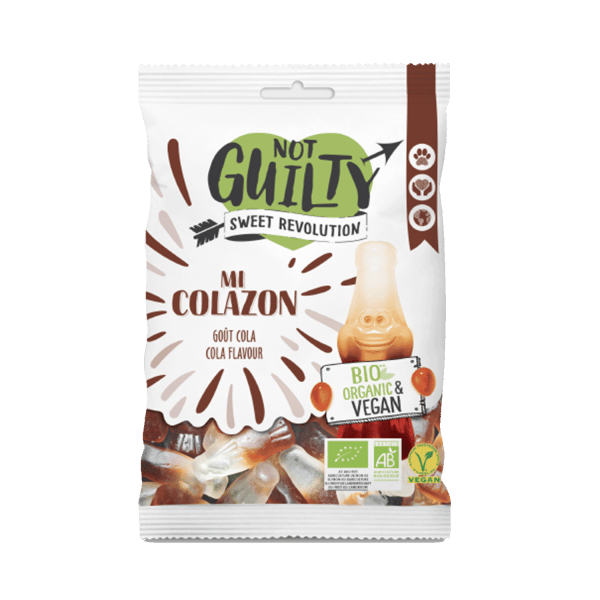 NOT
GUILTY
SWEET REVOLUTION
MI
COLAZON
GOÛT COLA
COLA FLAVOUR
BIO
ORGANIC &
VEGAN
AB
VEGAN